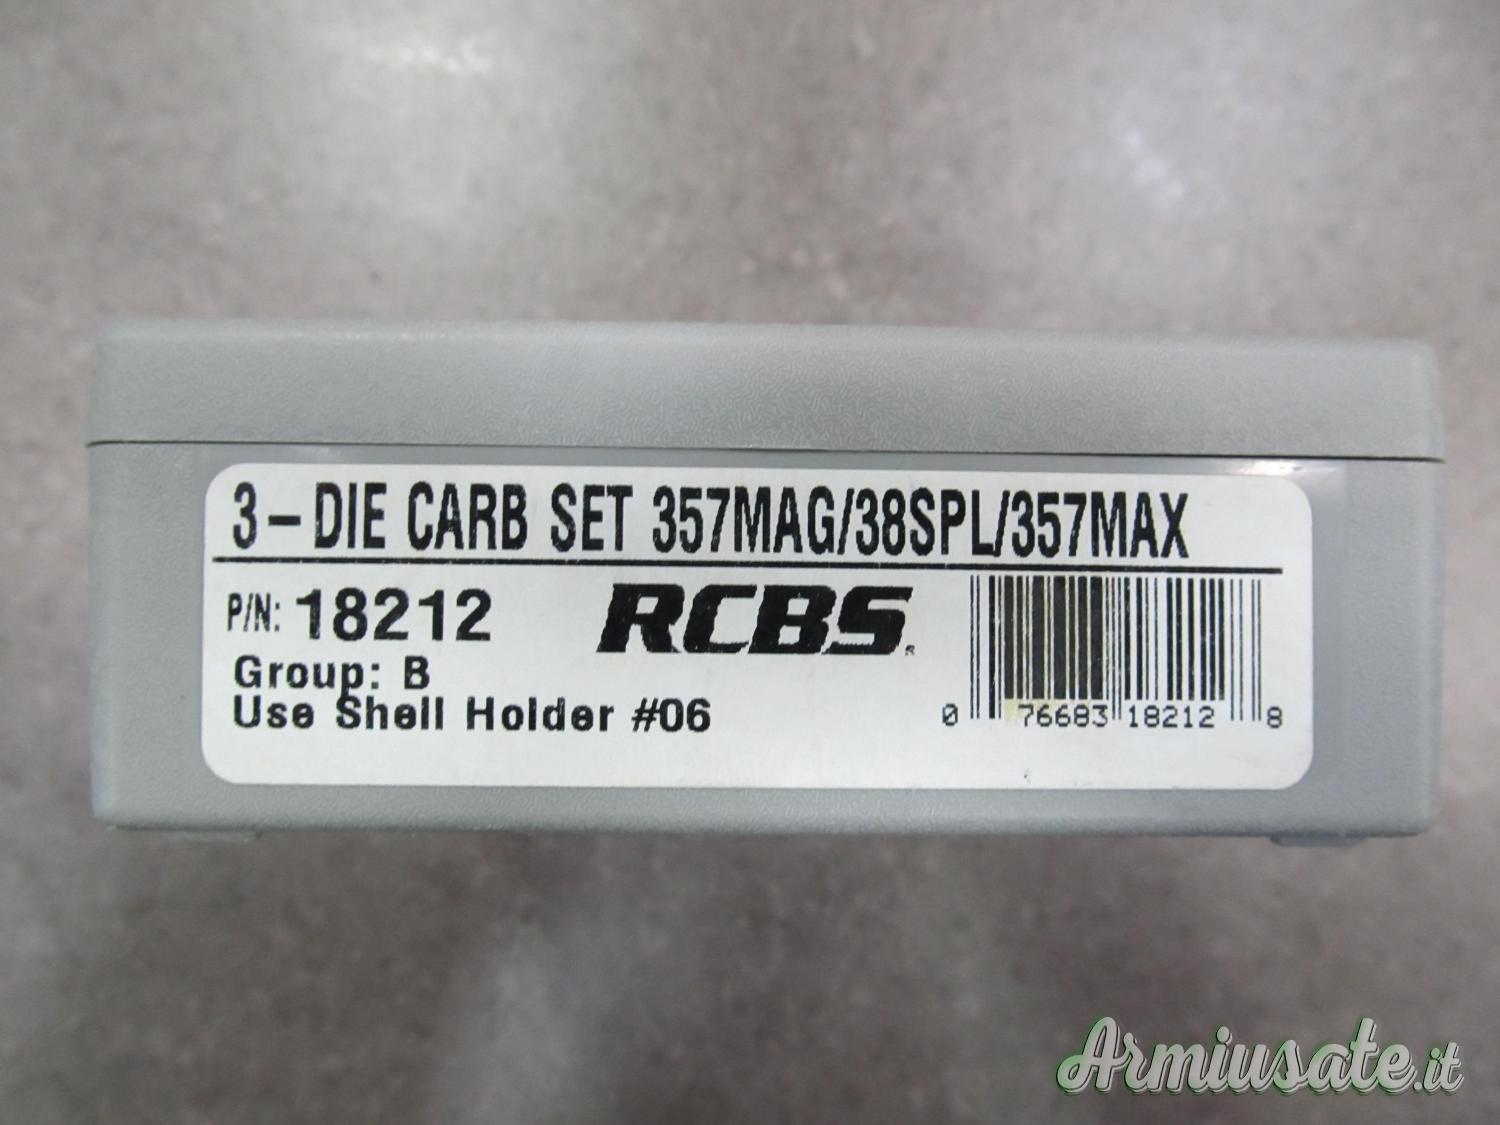 3-DIE CARB SET 357MAG/38SPL/357MAX
P/N: 18212
RCBS®
Group: B
Use Shell Holder #06
0 76683 18212 8
Armiusate.it